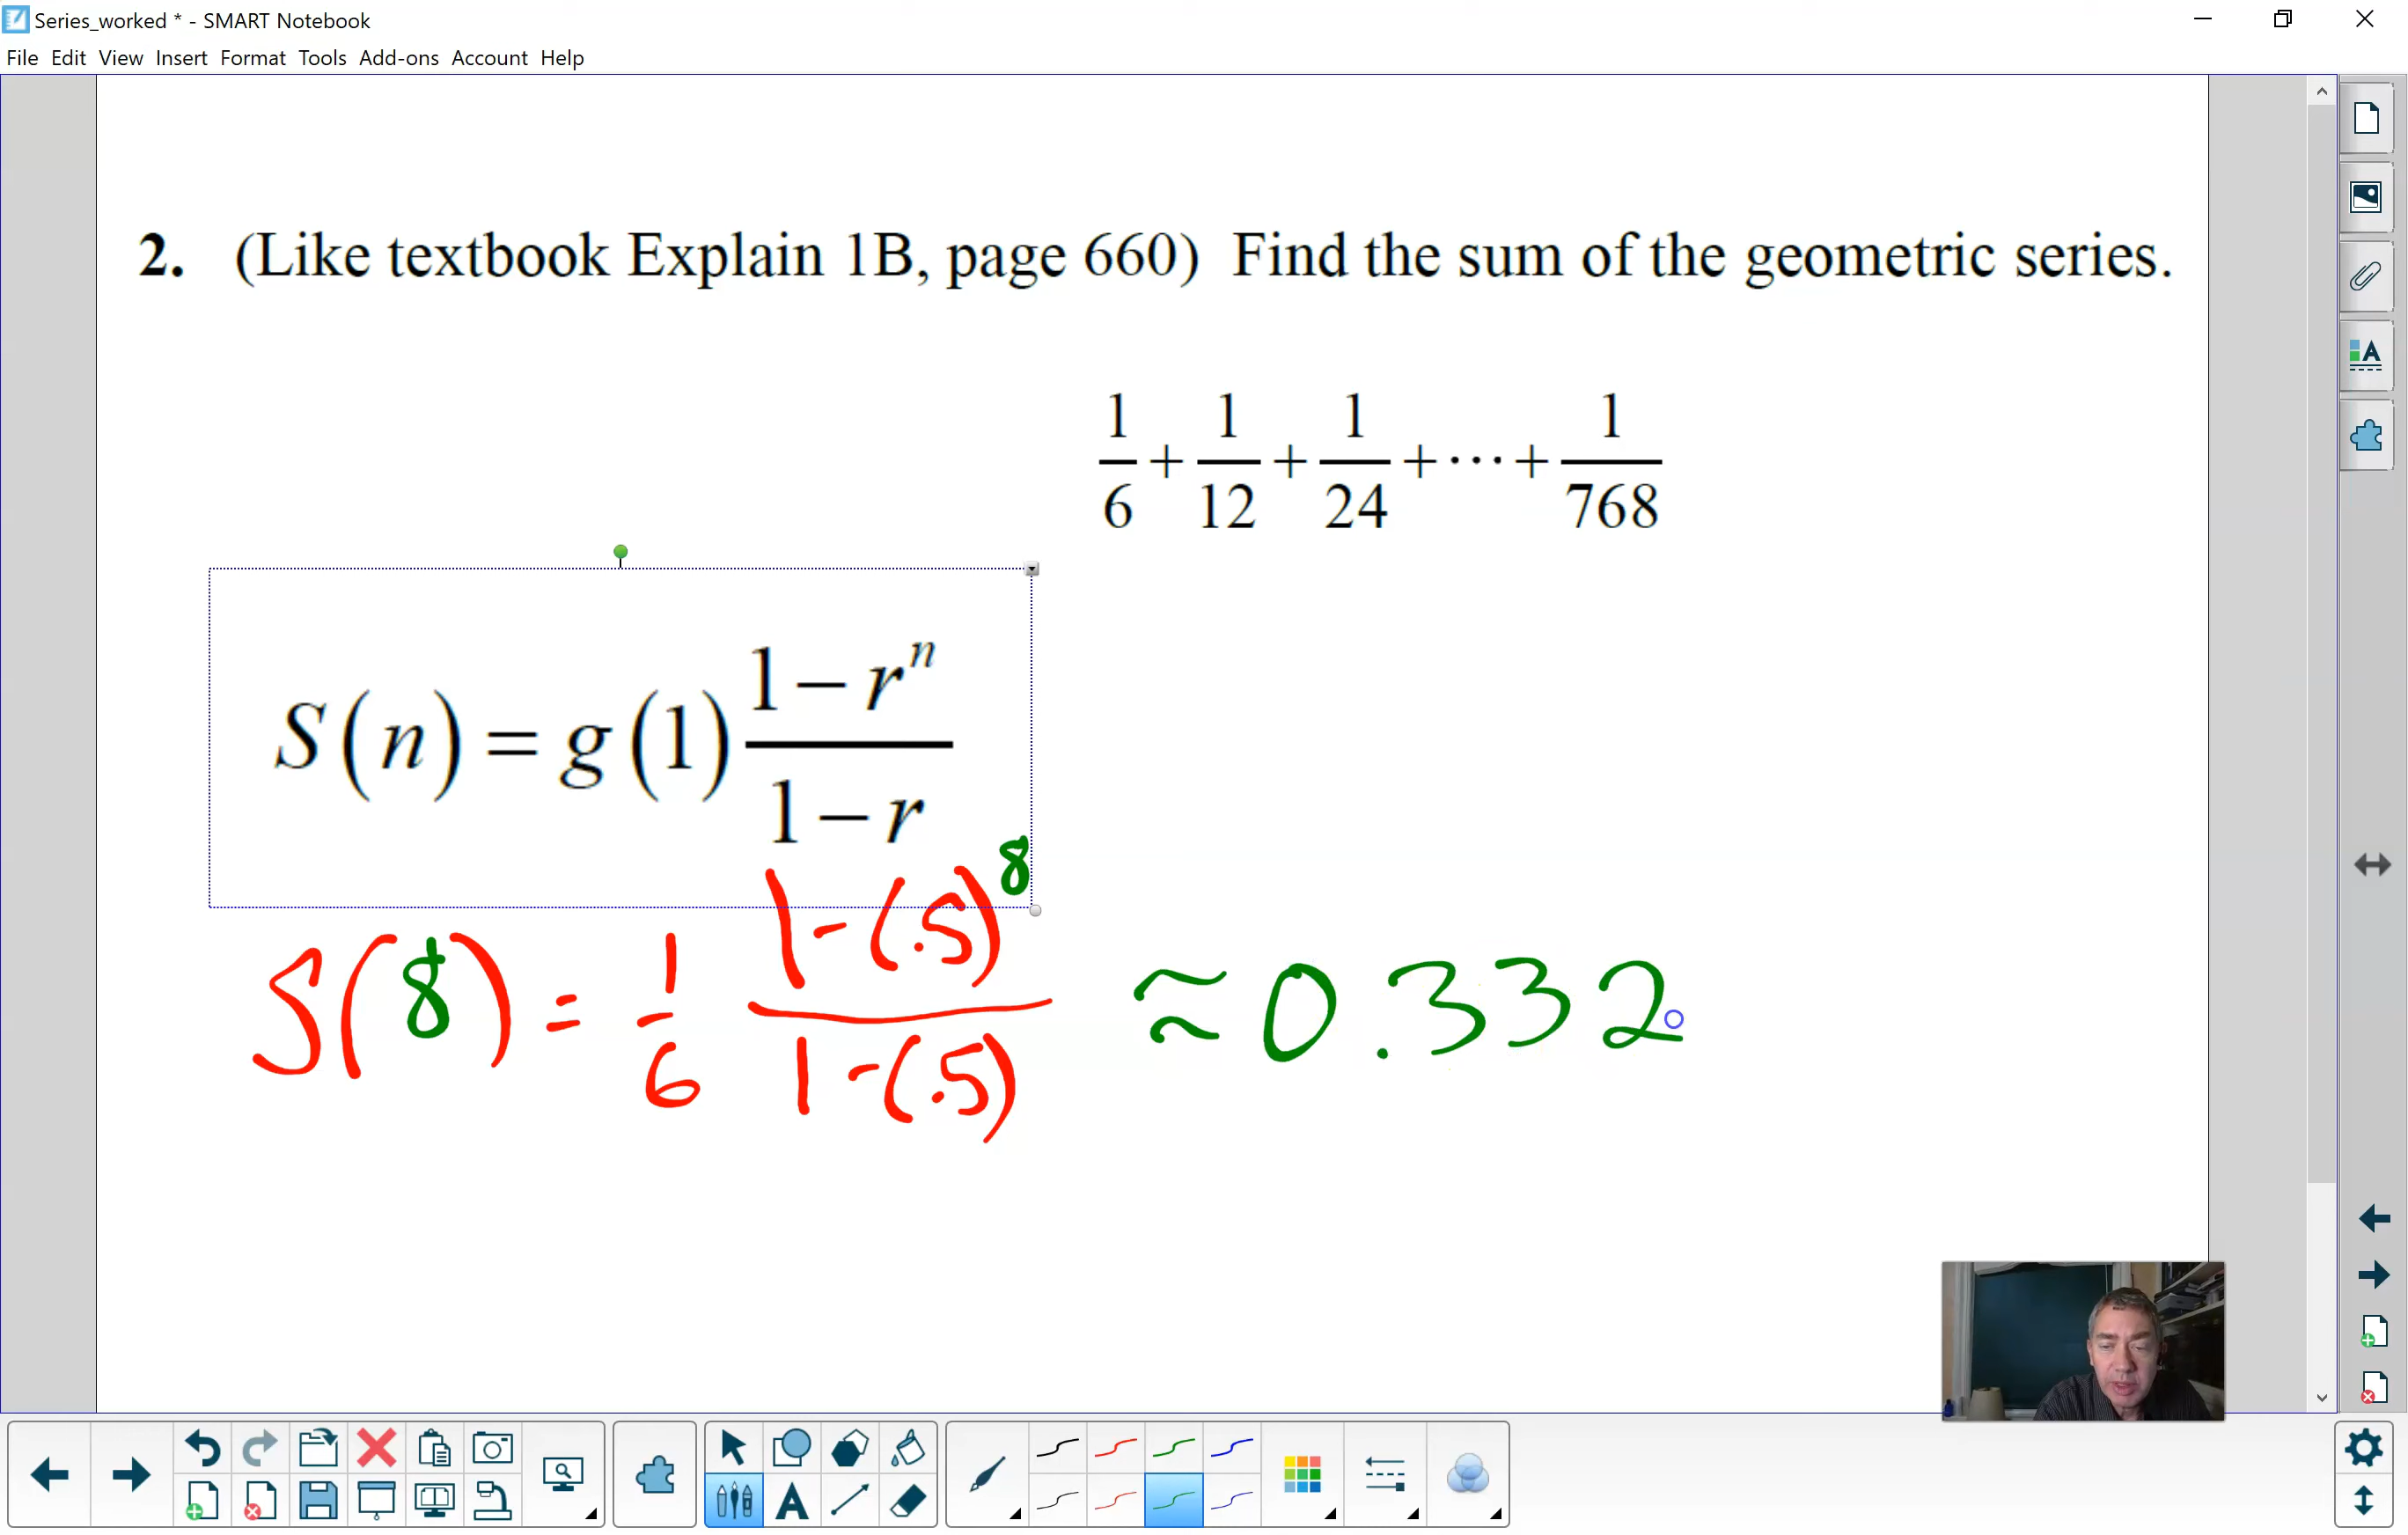 Series_worked * - SMART Notebook
File Edit View Insert Format Tools Add-ons Account Help
2. (Like textbook Explain 1B, page 660) Find the sum of the geometric series.
1/6 + 1/12 + 1/24 + ⋯ + 1/768
S(n) = g(1) (1 − r^n)/(1 − r)
S(8) = 1/6 (1 - (.5)^8)/(1 - (.5)) ≈ 0.332